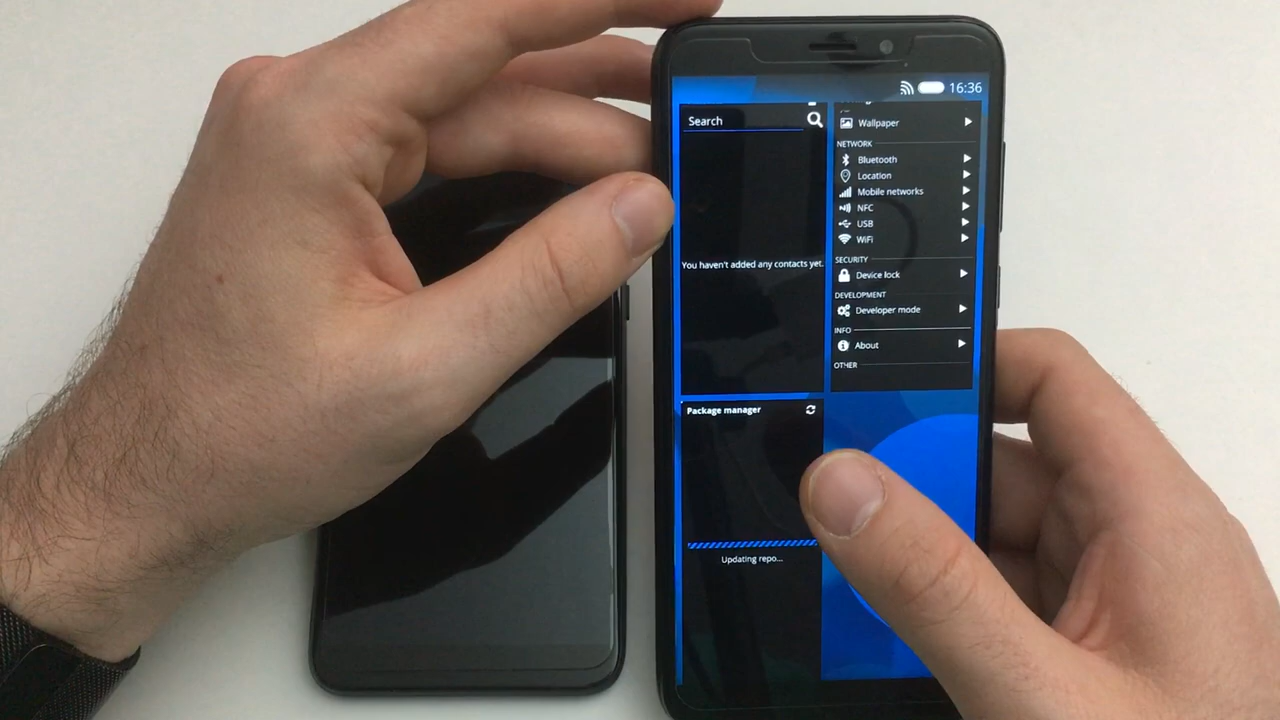 16:36
Search
You haven't added any contacts yet.
Wallpaper
NETWORK
Bluetooth
Location
Mobile networks
NFC
USB
WiFi
SECURITY
Device lock
DEVELOPMENT
Developer mode
INFO
About
OTHER
Package manager
Updating repo...